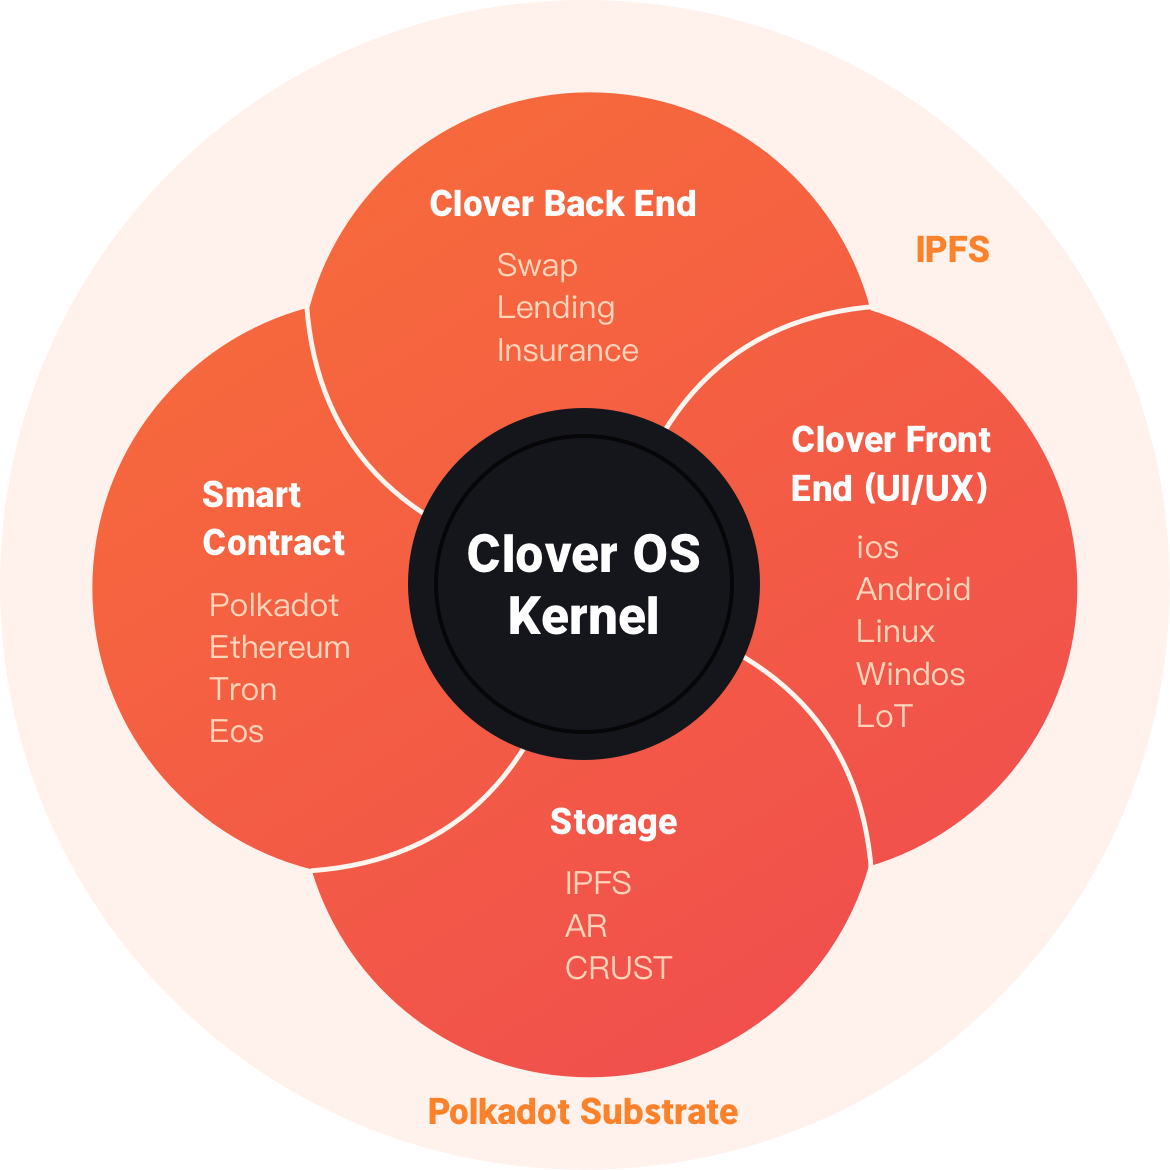 Clover Back End
Swap
Lending
Insurance
IPFS
Clover Front
End (UI/UX)
ios
Android
Linux
Windos
LoT
Smart
Contract
Polkadot
Ethereum
Tron
Eos
Clover OS
Kernel
Storage
IPFS
AR
CRUST
Polkadot Substrate